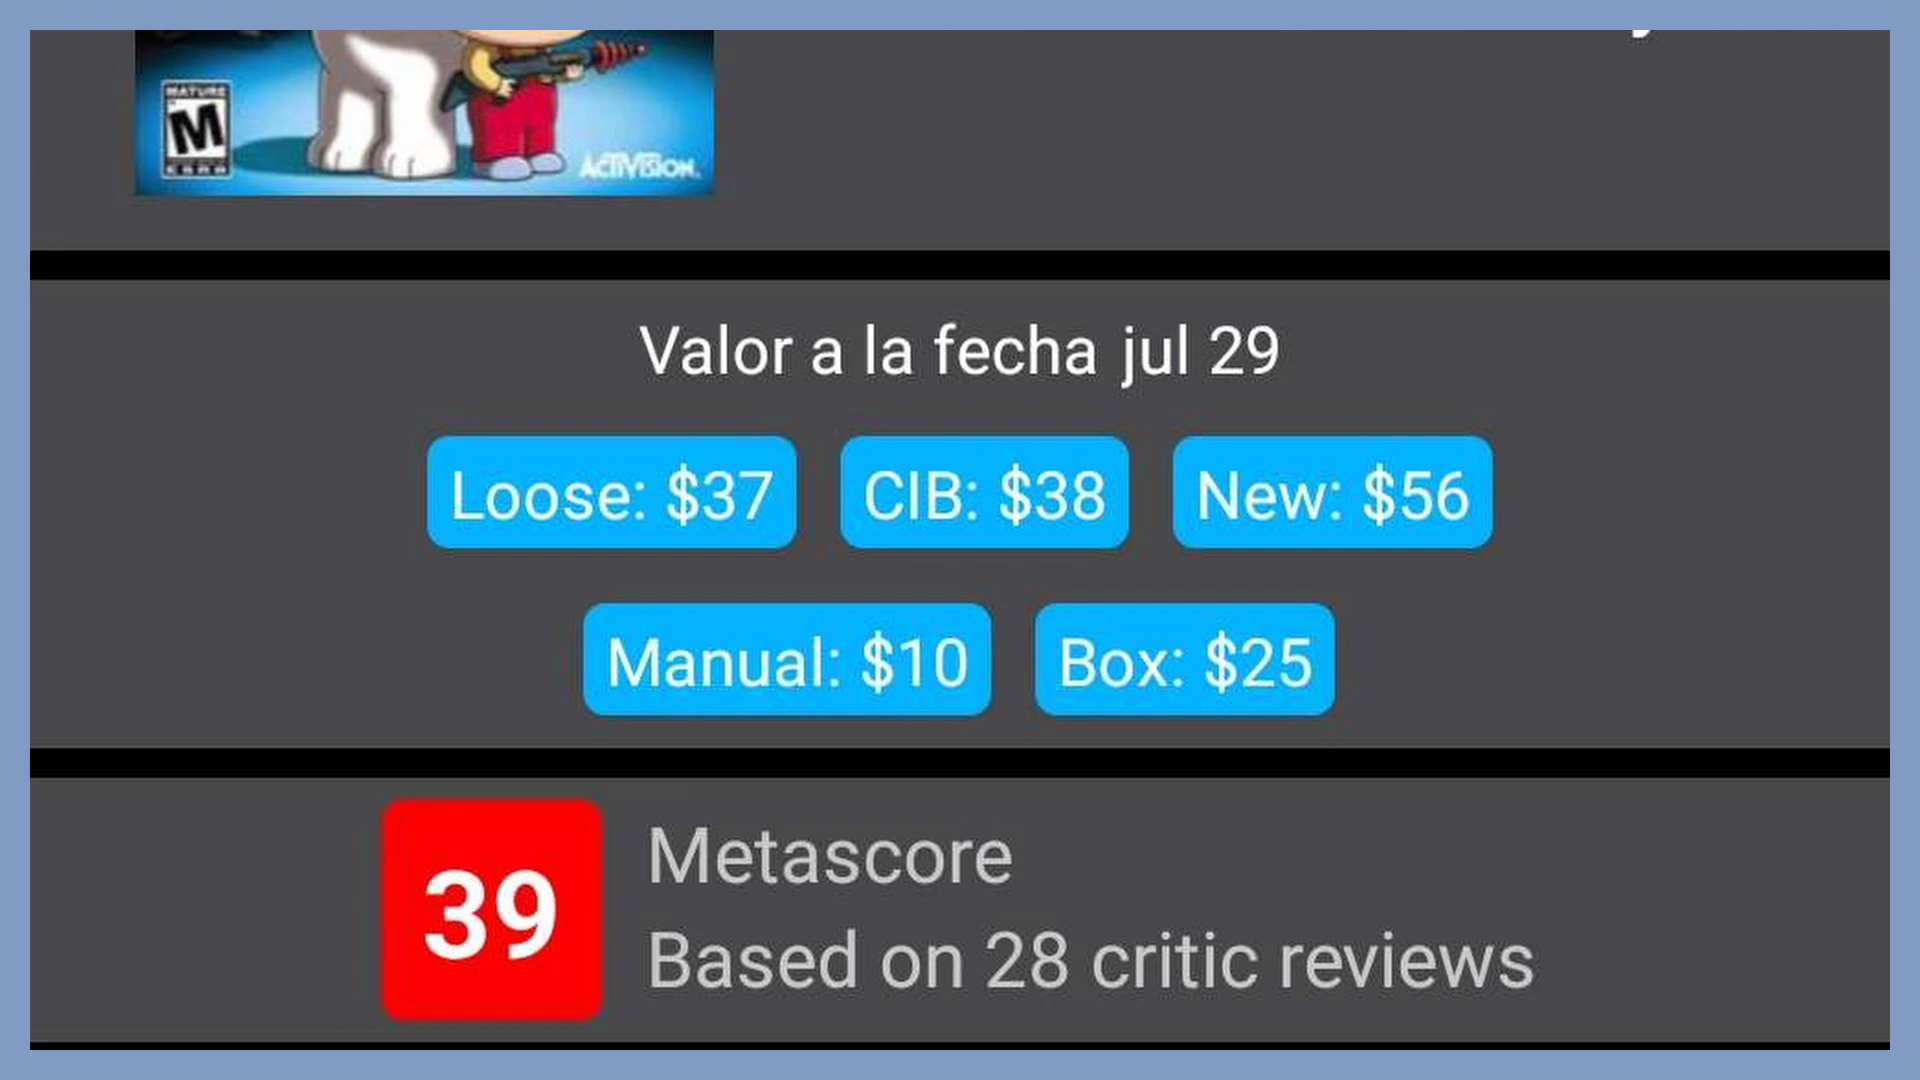 MATURE
M
ESRB
ACTIVISION.
Valor a la fecha jul 29
Loose: $37
CIB: $38
New: $56
Manual: $10
Box: $25
39
Metascore
Based on 28 critic reviews